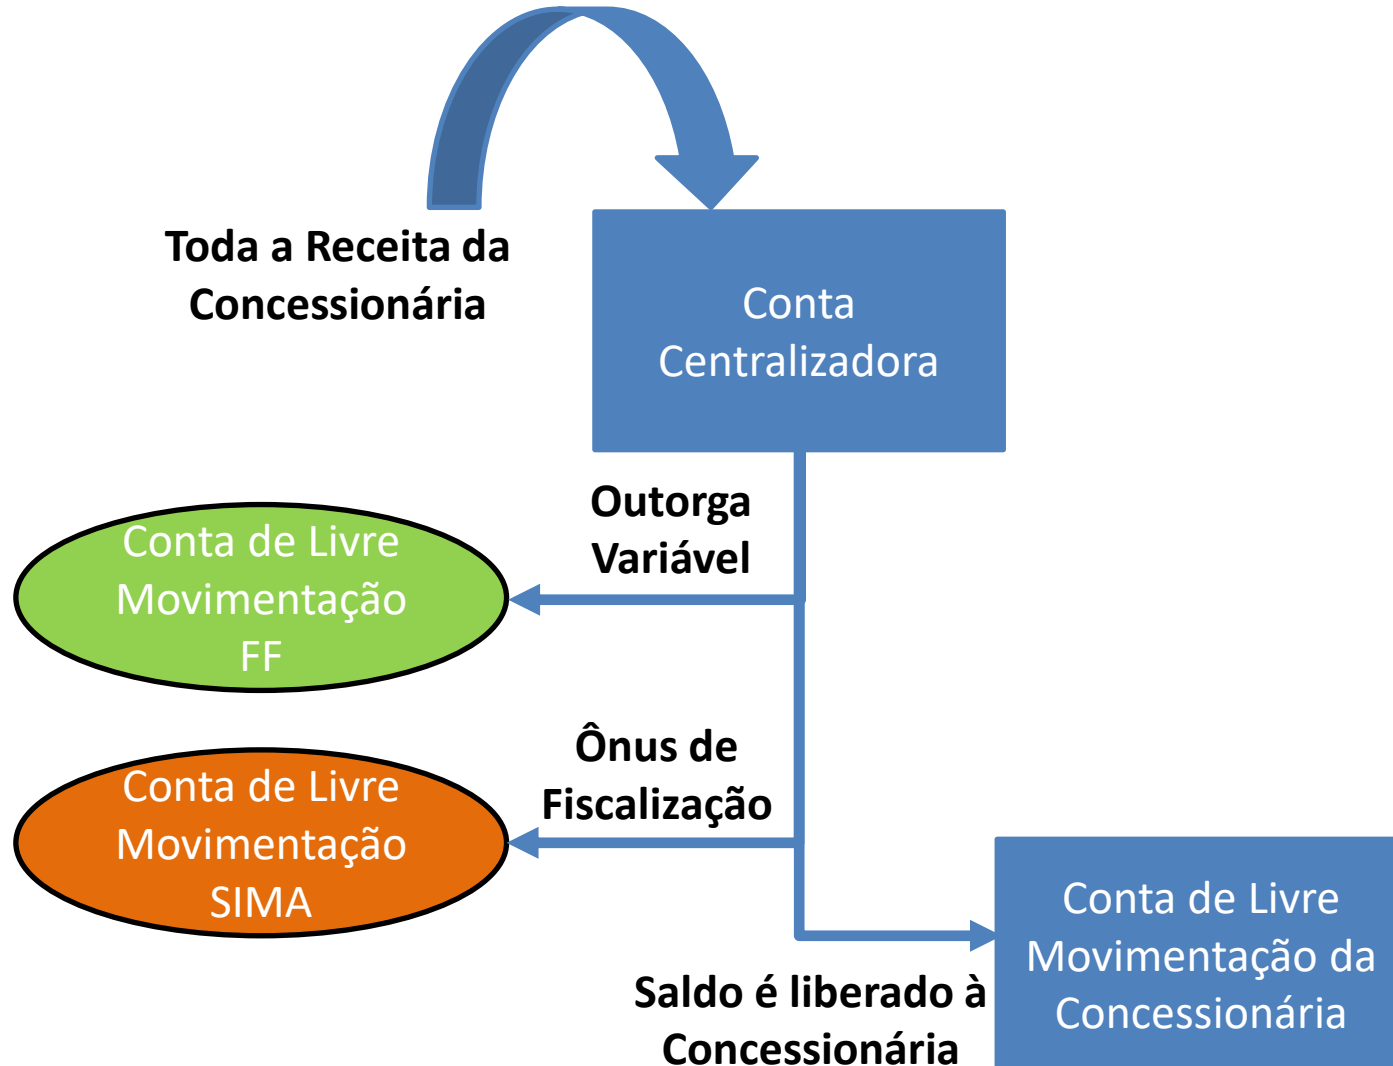 Toda a Receita da
Concessionária
Conta
Centralizadora
Outorga
Variável
Conta de Livre
Movimentação
FF
Ônus de
Fiscalização
Conta de Livre
Movimentação
SIMA
Conta de Livre
Movimentação da
Concessionária
Saldo é liberado à
Concessionária